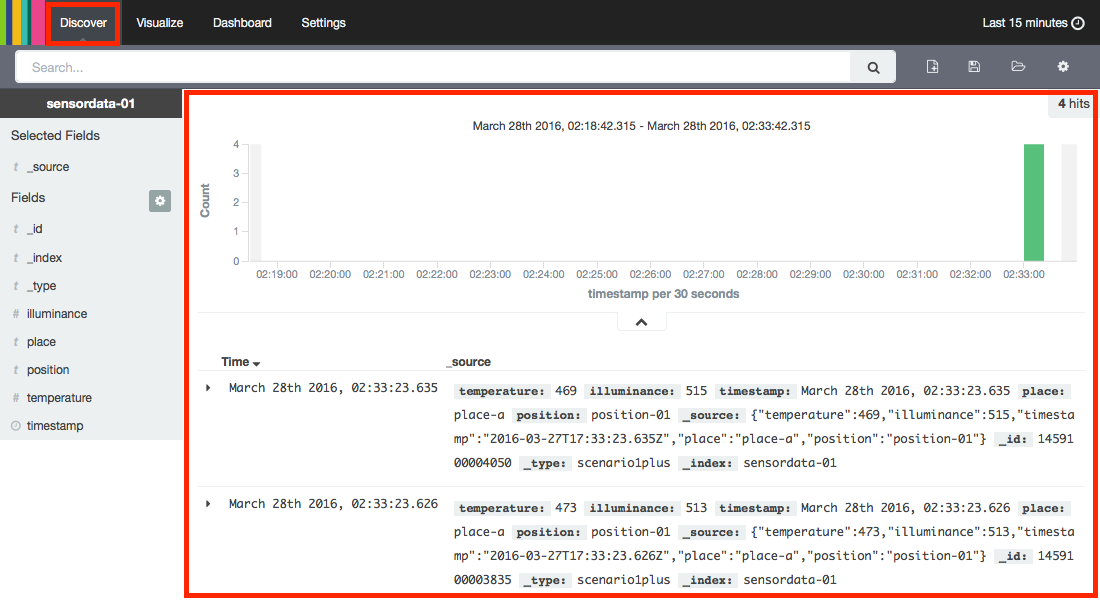 Discover Visualize Dashboard Settings Last 15 minutes
Search...
sensordata-01
Selected Fields
t _source
Fields
t _id
t _index
t _type
# illuminance
t place
t position
# temperature
timestamp
4 hits
March 28th 2016, 02:18:42.315 - March 28th 2016, 02:33:42.315
Count
4
3
2
1
0
02:19:00 02:20:00 02:21:00 02:22:00 02:23:00 02:24:00 02:25:00 02:26:00 02:27:00 02:28:00 02:29:00 02:30:00 02:31:00 02:32:00 02:33:00
timestamp per 30 seconds
Time _source
March 28th 2016, 02:33:23.635 temperature: 469 illuminance: 515 timestamp: March 28th 2016, 02:33:23.635 place:
place-a position: position-01 _source: {"temperature":469,"illuminance":515,"timesta
mp":"2016-03-27T17:33:23.635Z","place":"place-a","position":"position-01"} _id: 14591
00004050 _type: scenario1plus _index: sensordata-01
March 28th 2016, 02:33:23.626 temperature: 473 illuminance: 513 timestamp: March 28th 2016, 02:33:23.626 place:
place-a position: position-01 _source: {"temperature":473,"illuminance":513,"timesta
mp":"2016-03-27T17:33:23.626Z","place":"place-a","position":"position-01"} _id: 14591
00003835 _type: scenario1plus _index: sensordata-01